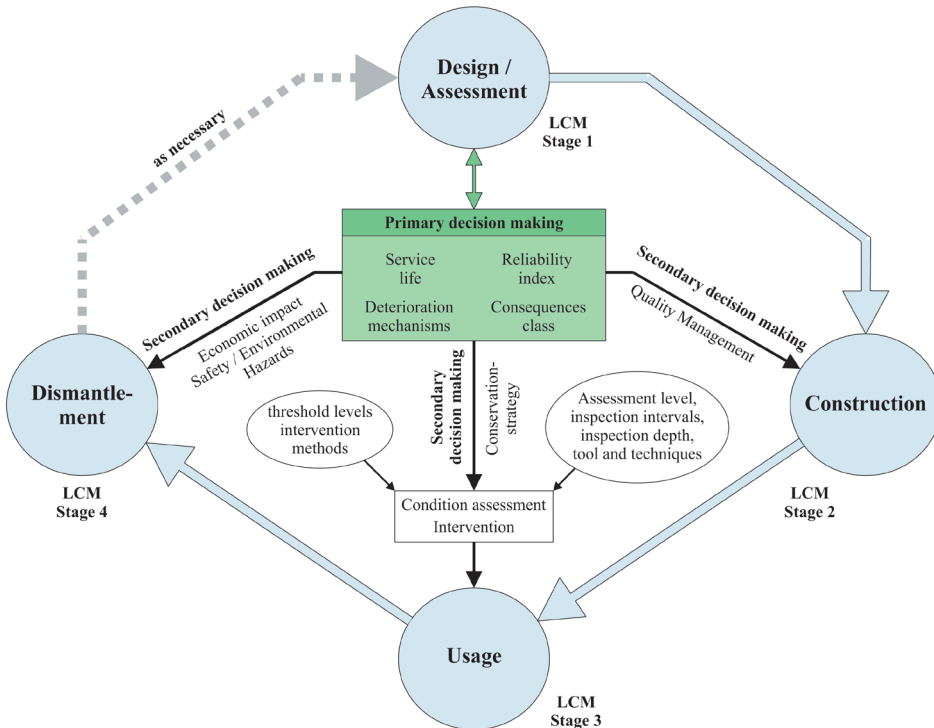 Design /
Assessment
LCM
Stage 1
as necessary
Primary decision making
Service
life
Reliability
index
Deterioration
mechanisms
Consequences
class
Secondary decision making
Economic impact
Safety / Environmental
Hazards
Secondary decision making
Quality Management
Secondary
decision making
Conservation-
strategy
Dismantle-
ment
LCM
Stage 4
threshold levels
intervention
methods
Assessment level,
inspection intervals,
inspection depth,
tool and techniques
Construction
LCM
Stage 2
Condition assessment
Intervention
Usage
LCM
Stage 3